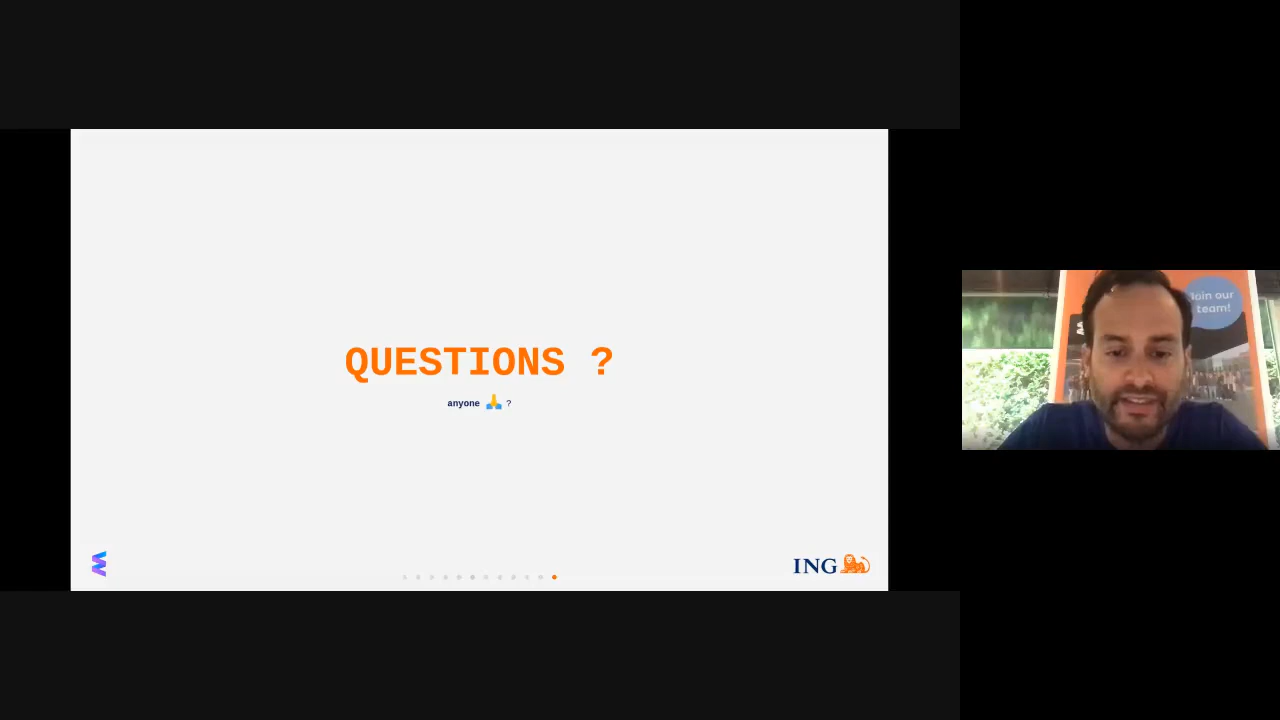 QUESTIONS ?
anyone 🙏 ?
ING
Join our
team!